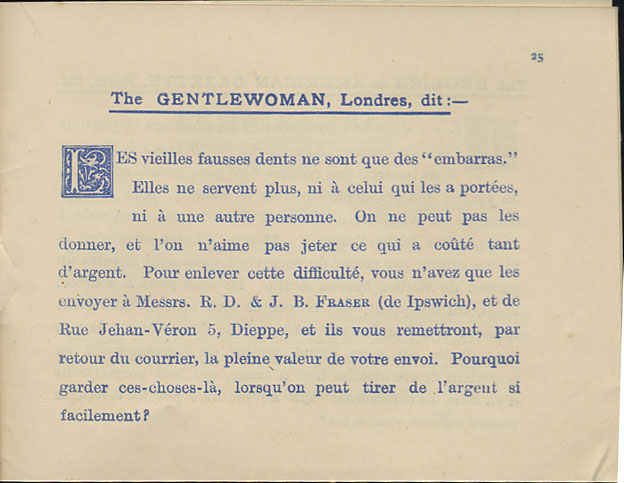 25
The GENTLEWOMAN, Londres, dit:—
LES vieilles fausses dents ne sont que des "embarras."
Elles ne servent plus, ni à celui qui les a portées,
ni à une autre personne. On ne peut pas les
donner, et l'on n'aime pas jeter ce qui a coûté tant
d'argent. Pour enlever cette difficulté, vous n'avez que les
envoyer à Messrs. R. D. & J. B. FRASER (de Ipswich), et de
Rue Jehan-Véron 5, Dieppe, et ils vous remettront, par
retour du courrier, la pleine valeur de votre envoi. Pourquoi
garder ces-choses-là, lorsqu'on peut tirer de l'argent si
facilement?